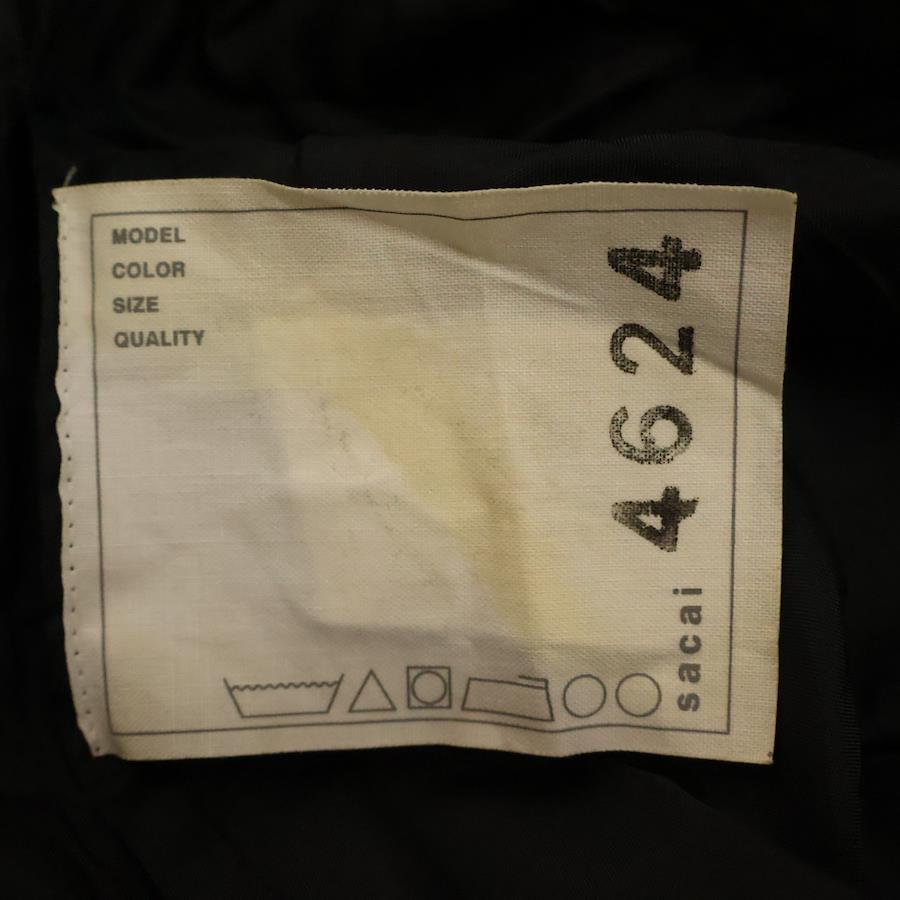 MODEL
COLOR
SIZE
QUALITY
sacai 4624